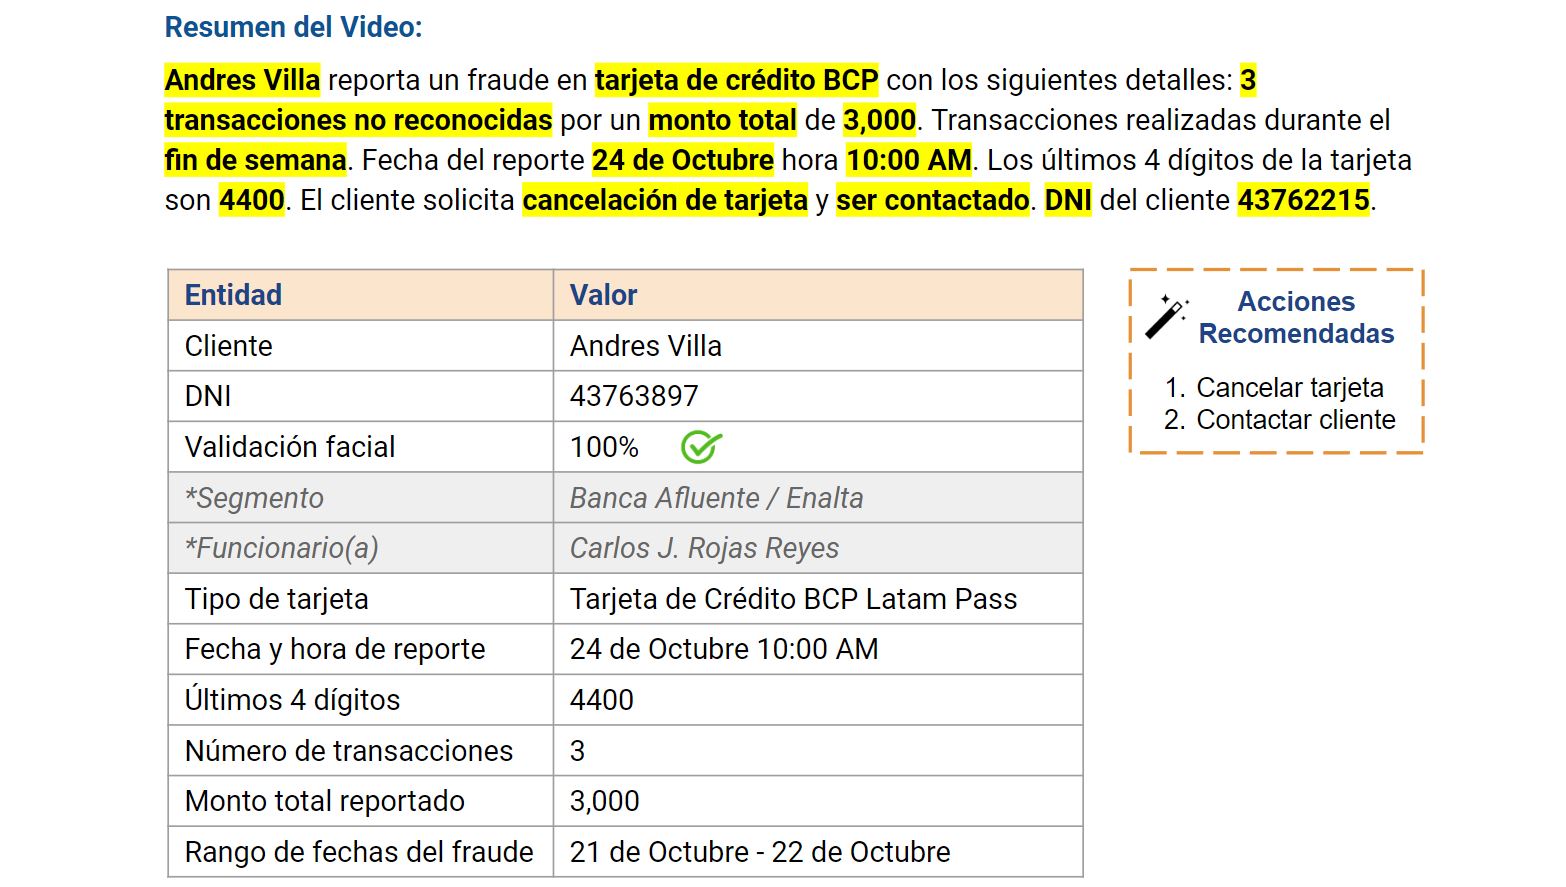 Resumen del Video:
Andres Villa reporta un fraude en tarjeta de crédito BCP con los siguientes detalles: 3
transacciones no reconocidas por un monto total de 3,000. Transacciones realizadas durante el
fin de semana. Fecha del reporte 24 de Octubre hora 10:00 AM. Los últimos 4 dígitos de la tarjeta
son 4400. El cliente solicita cancelación de tarjeta y ser contactado. DNI del cliente 43762215.
Entidad Valor
Cliente Andres Villa
DNI 43763897
Validación facial 100%
*Segmento Banca Afluente / Enalta
*Funcionario(a) Carlos J. Rojas Reyes
Tipo de tarjeta Tarjeta de Crédito BCP Latam Pass
Fecha y hora de reporte 24 de Octubre 10:00 AM
Últimos 4 dígitos 4400
Número de transacciones 3
Monto total reportado 3,000
Rango de fechas del fraude 21 de Octubre - 22 de Octubre
Acciones
Recomendadas
1. Cancelar tarjeta
2. Contactar cliente